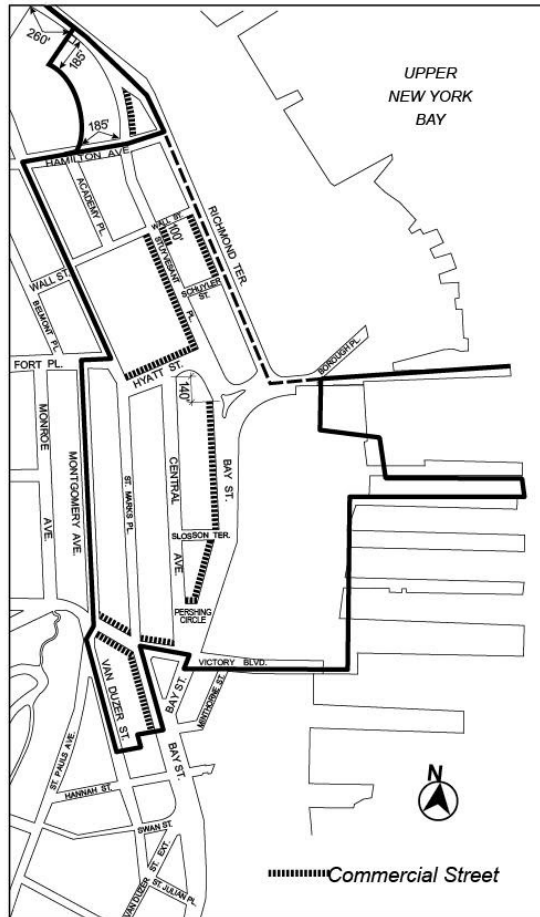 260'
185'
UPPER
NEW YORK
BAY
185'
HAMILTON AVE.
ACADEMY PL.
WALL ST.
100'
STUYVESANT
PL.
RICHMOND TER.
SCHUYLER
ST.
WALL ST.
BELMONT PL.
FORT PL.
HYATT ST.
140'
BOROUGH PL.
MONROE
AVE.
MONTGOMERY AVE.
ST. MARKS PL.
CENTRAL
AVE.
BAY ST.
SLOSSON TER.
PERSHING
CIRCLE
VICTORY BLVD.
VAN DUZER ST.
BAY ST.
MINTHORNE ST.
BAY ST.
ST. PAULS AVE.
HANNAH ST.
SWAN ST.
VAN DUZER
ST. EXT.
ST. JULIAN PL.
N
Commercial Street